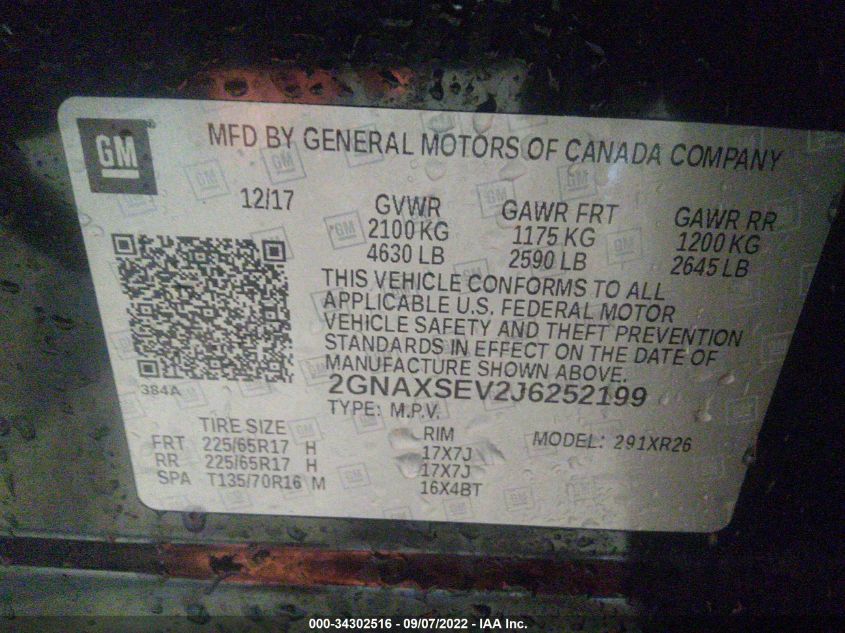 GM
MFD BY GENERAL MOTORS OF CANADA COMPANY
12/17 GVWR GAWR FRT GAWR RR
2100 KG 1175 KG 1200 KG
4630 LB 2590 LB 2645 LB
THIS VEHICLE CONFORMS TO ALL
APPLICABLE U.S. FEDERAL MOTOR
VEHICLE SAFETY AND THEFT PREVENTION
STANDARDS IN EFFECT ON THE DATE OF
MANUFACTURE SHOWN ABOVE.
384A
2GNAXSEV2J6252199
TYPE: M.P.V.
TIRE SIZE RIM MODEL: 291XR26
FRT 225/65R17 H 17X7J
RR 225/65R17 H 17X7J
SPA T135/70R16 M 16X4BT
000-34302516 - 09/07/2022 - IAA Inc.